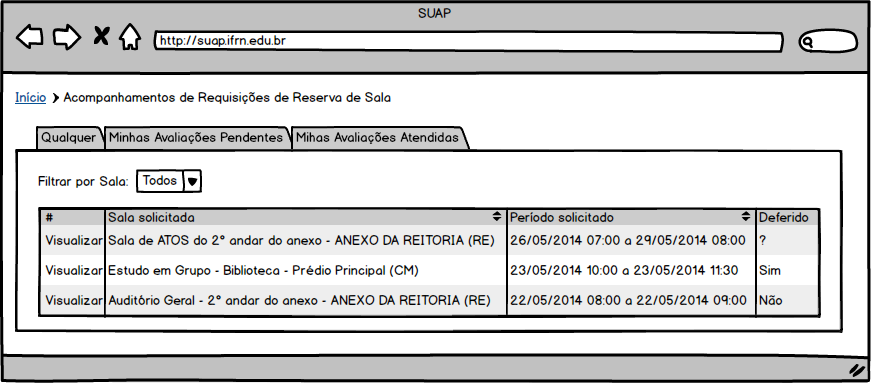 SUAP
http://suap.ifrn.edu.br
Início > Acompanhamentos de Requisições de Reserva de Sala
Qualquer Minhas Avaliações Pendentes Mihas Avaliações Atendidas
Filtrar por Sala: Todos
# Sala solicitada Período solicitado Deferido
Visualizar Sala de ATOS do 2° andar do anexo - ANEXO DA REITORIA (RE) 26/05/2014 07:00 a 29/05/2014 08:00 ?
Visualizar Estudo em Grupo - Biblioteca - Prédio Principal (CM) 23/05/2014 10:00 a 23/05/2014 11:30 Sim
Visualizar Auditório Geral - 2° andar do anexo - ANEXO DA REITORIA (RE) 22/05/2014 08:00 a 22/05/2014 09:00 Não